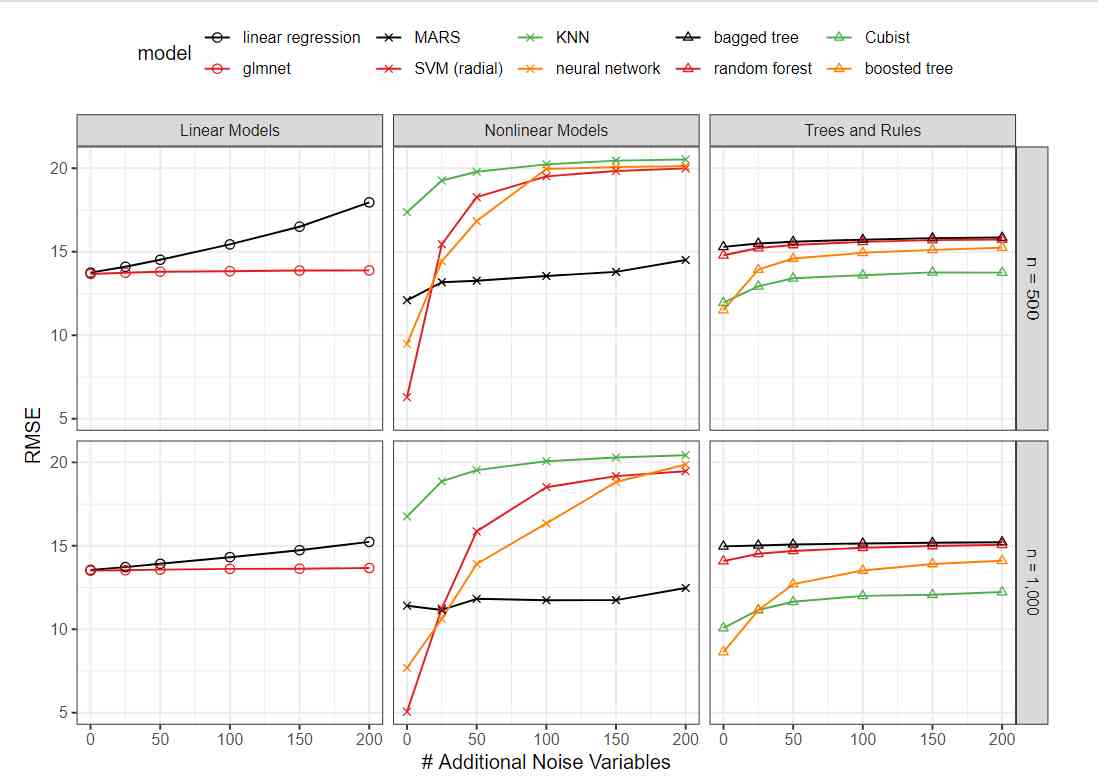 model
linear regression
MARS
KNN
bagged tree
Cubist
glmnet
SVM (radial)
neural network
random forest
boosted tree
Linear Models
Nonlinear Models
Trees and Rules
20
15
10
5
n = 500
RMSE
20
15
10
5
n = 1,000
0 50 100 150 200
0 50 100 150 200
0 50 100 150 200
# Additional Noise Variables